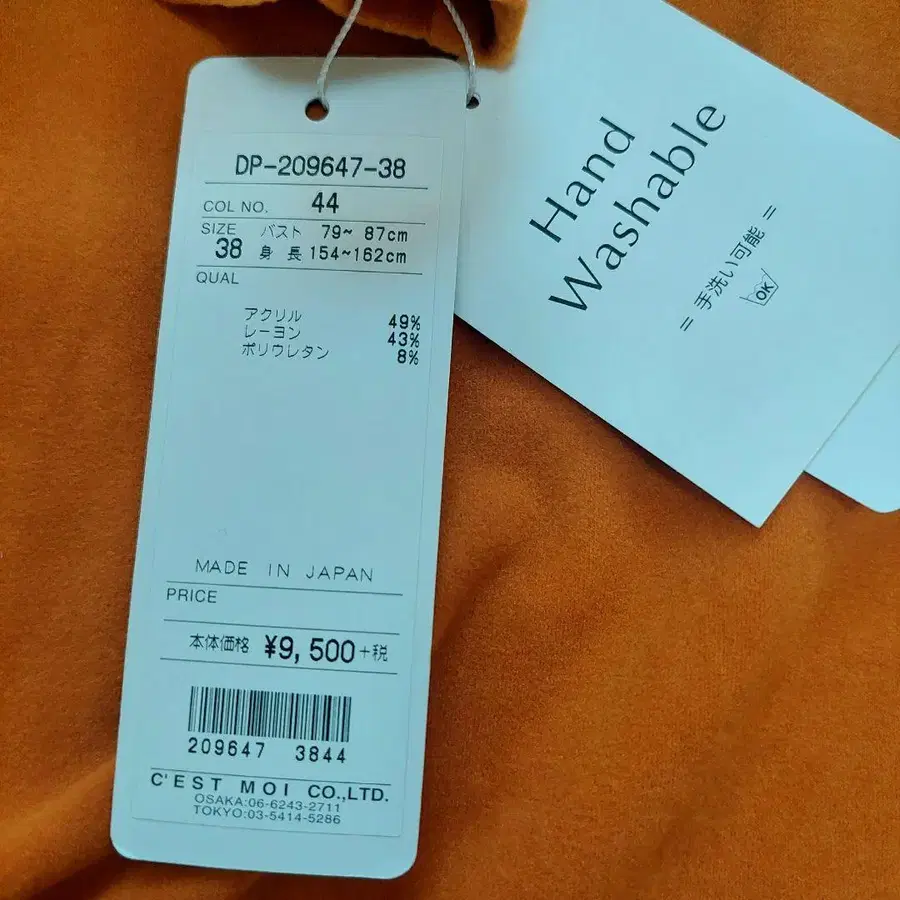 DP-209647-38
COL NO. 44
SIZE バスト 79~ 87cm
38 身 長 154~162cm
QUAL
アクリル 49%
レーヨン 43%
ポリウレタン 8%
MADE IN JAPAN
PRICE
本体価格 ¥9,500+税
209647 3844
C'EST MOI CO.,LTD.
OSAKA:06-6243-2711
TOKYO:03-5414-5286
Hand
Washable
= 手洗い可能 =
OK